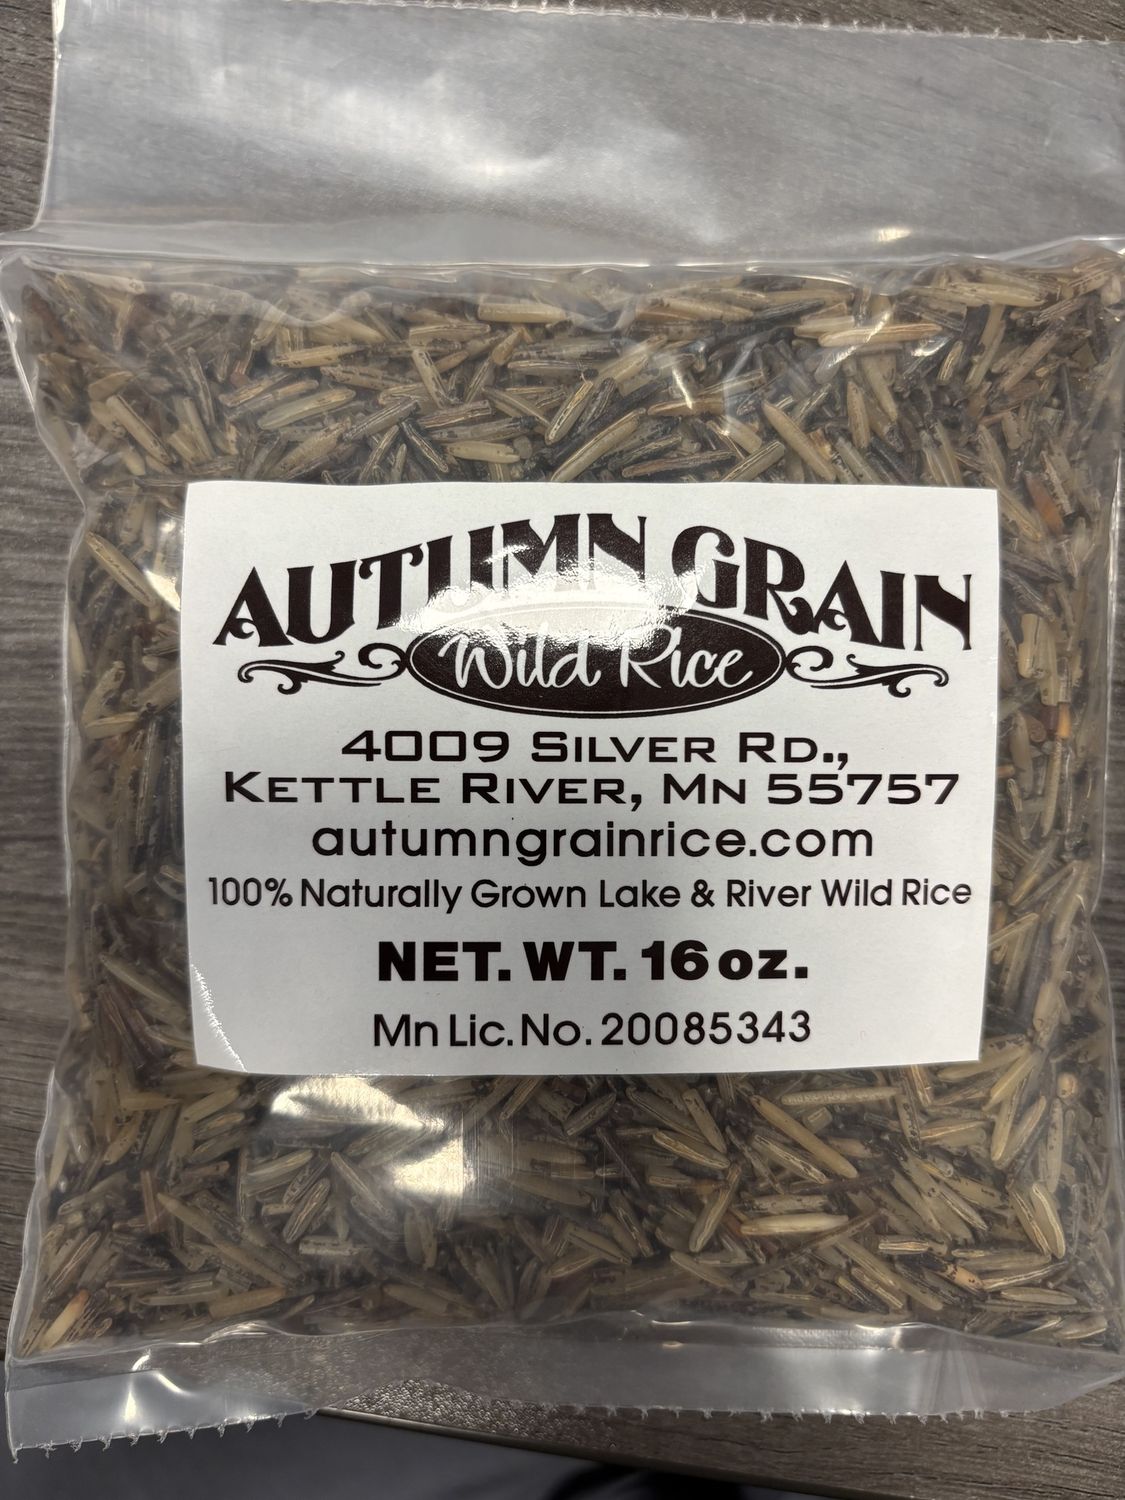 AUTUMN GRAIN
Wild Rice
4009 SILVER RD.,
KETTLE RIVER, MN 55757
autumngrainrice.com
100% Naturally Grown Lake & River Wild Rice
NET. WT. 16 oz.
Mn Lic. No. 20085343